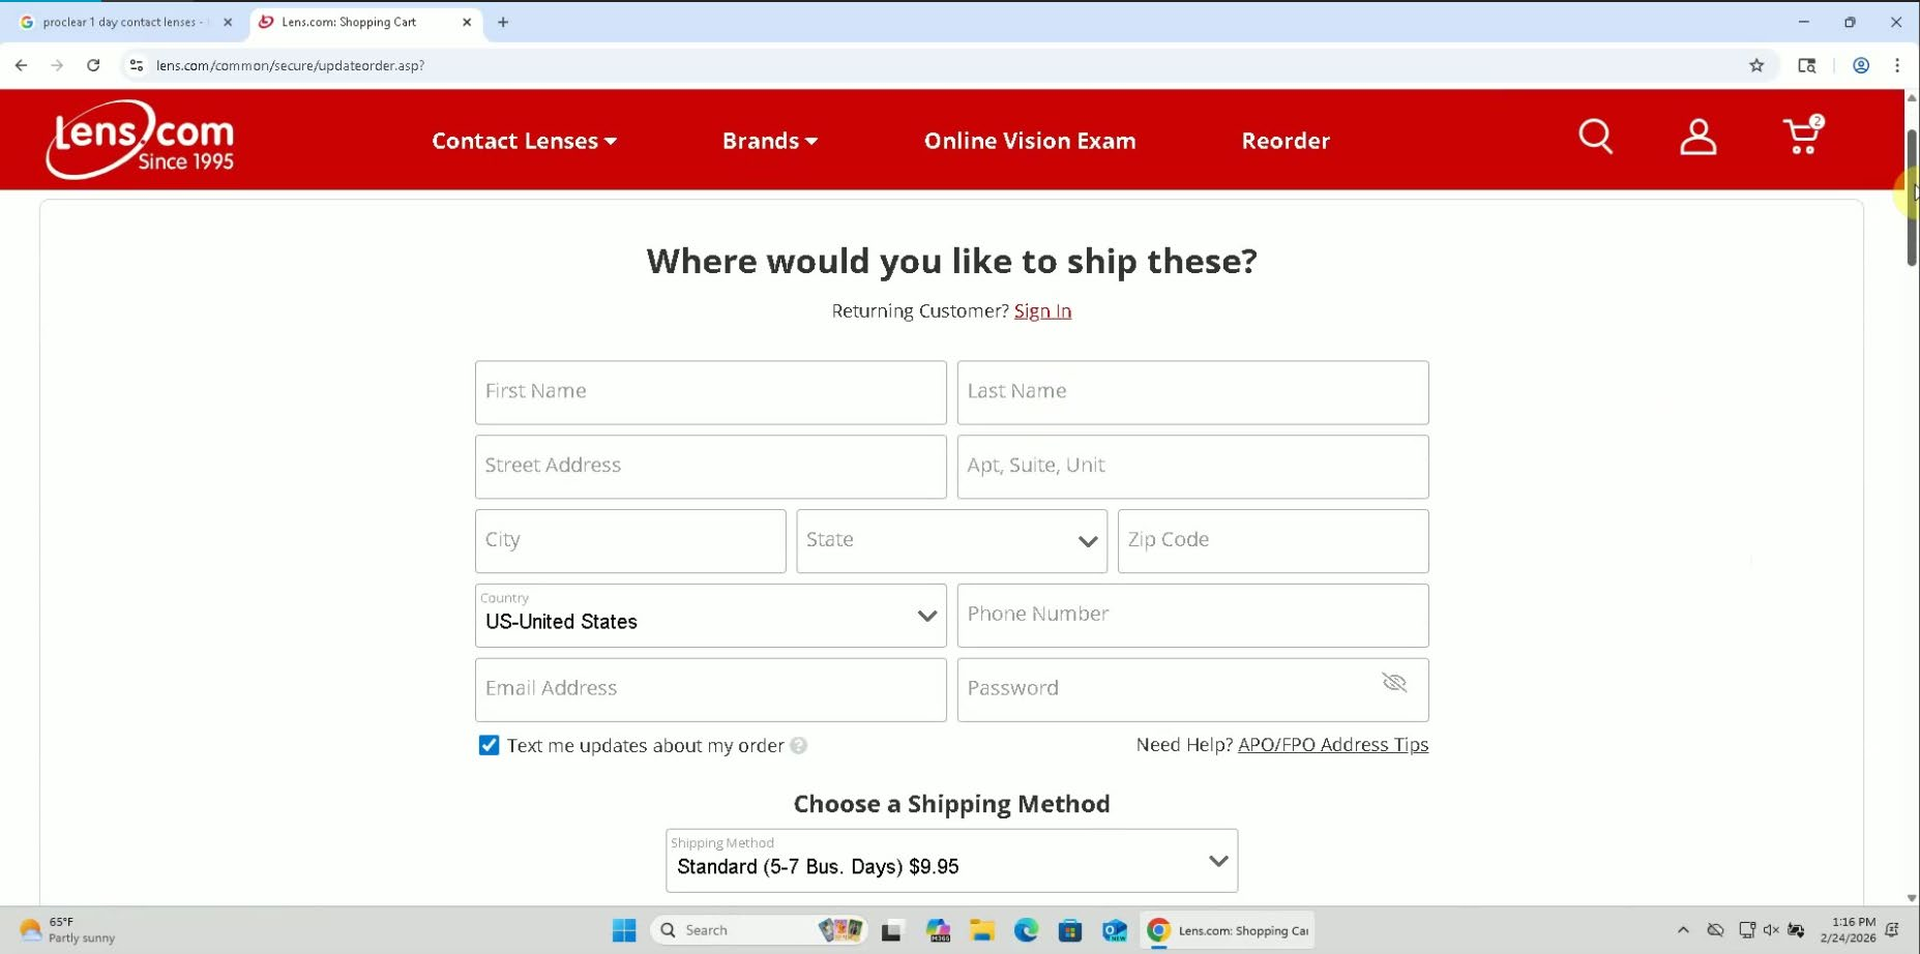 proclear 1 day contact lenses -
Lens.com: Shopping Cart
lens.com/common/secure/updateorder.asp?
Lens.com
Since 1995
Contact Lenses
Brands
Online Vision Exam
Reorder
2
Where would you like to ship these?
Returning Customer? Sign In
First Name
Last Name
Street Address
Apt, Suite, Unit
City
State
Zip Code
Country
US-United States
Phone Number
Email Address
Password
Text me updates about my order ?
Need Help? APO/FPO Address Tips
Choose a Shipping Method
Shipping Method
Standard (5-7 Bus. Days) $9.95
65°F
Partly sunny
Search
M365
NEW
Lens.com: Shopping Car
1:16 PM
2/24/2026